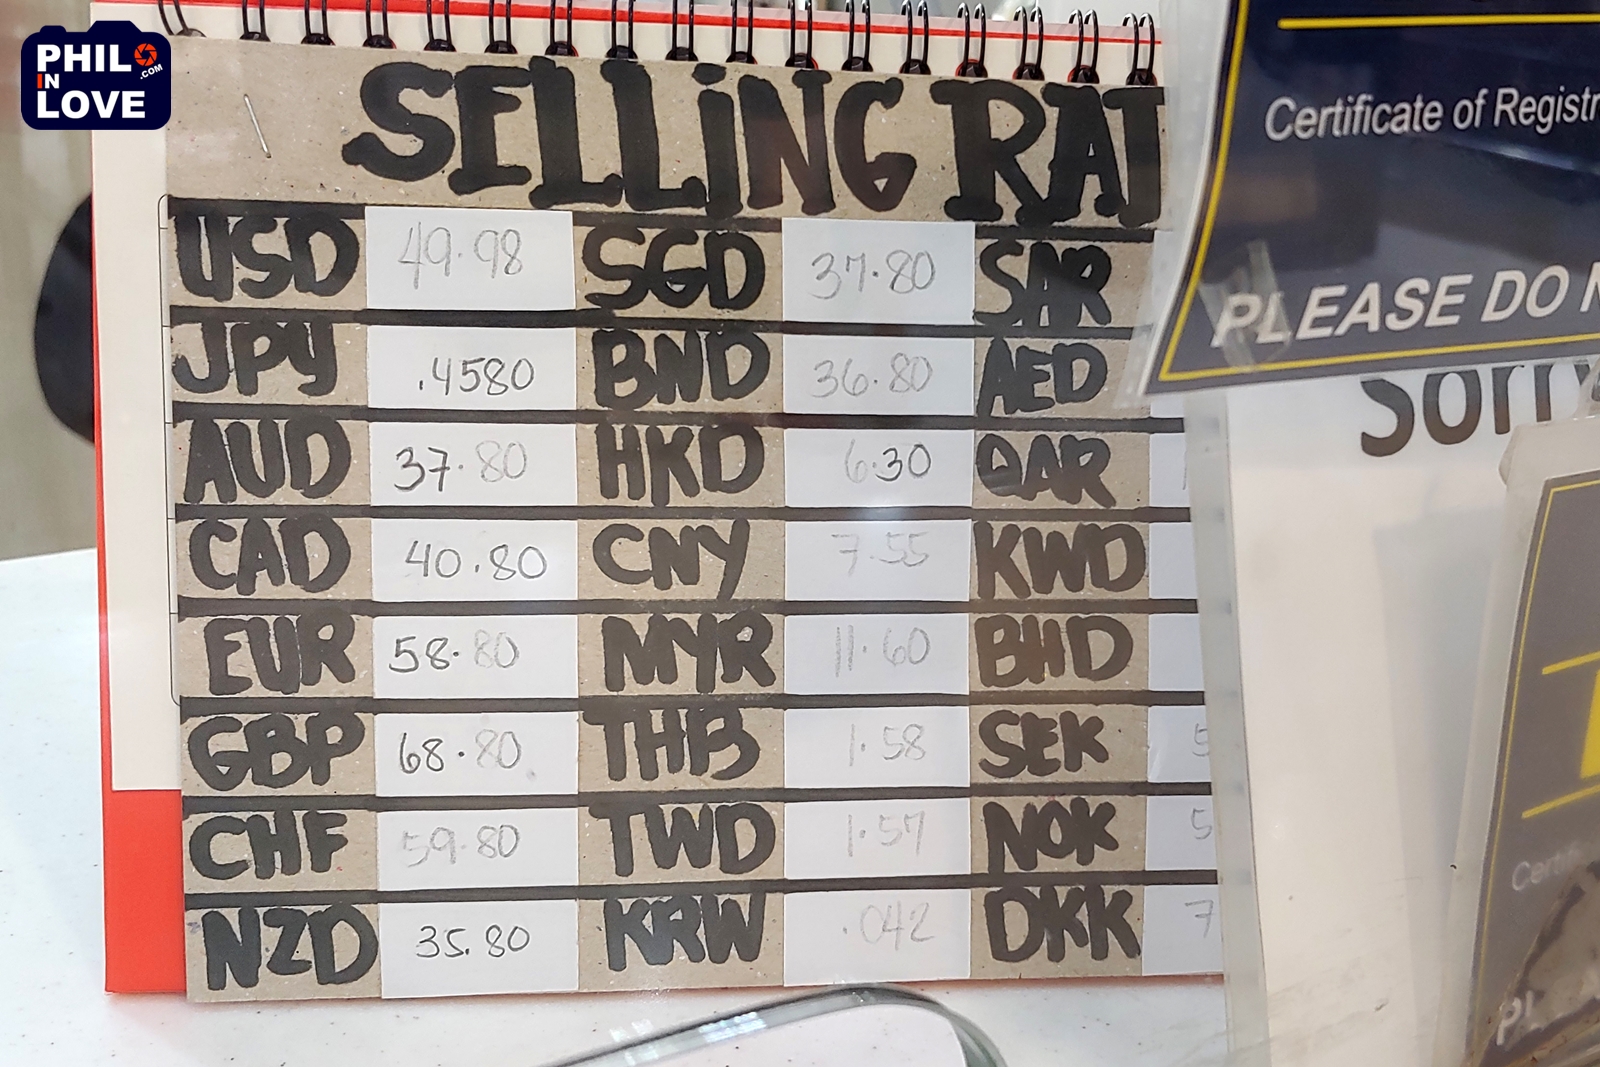 PHIL
IN .COM
LOVE
SELLiNG RAT
USD 49.98 SGD 37.80 SAR
JPY .4580 BND 36.80 AED
AUD 37.80 HKD 6.30 QAR
CAD 40.80 CNY 7.55 KWD
EUR 58.80 MYR 11.60 BHD
GBP 68.80 THB 1.58 SEK 5
CHF 59.80 TWD 1.57 NOK 5
NZD 35.80 KRW .042 DKK 7
Certificate of Registr
PLEASE DO N
Sorry